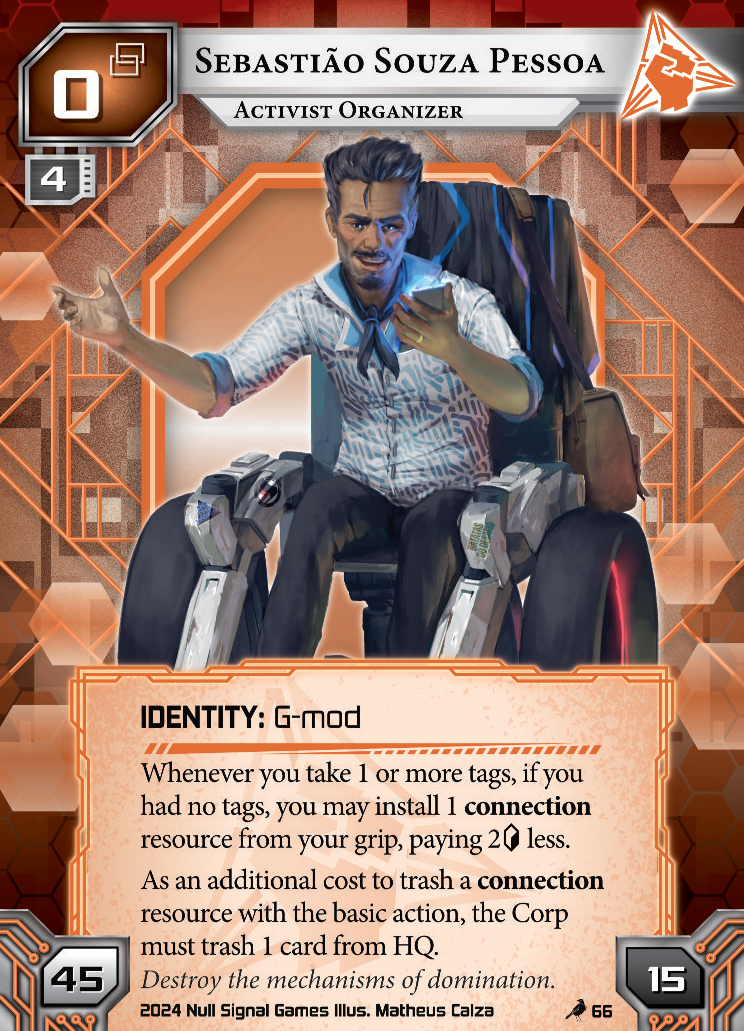 0
SEBASTIÃO SOUZA PESSOA
ACTIVIST ORGANIZER
4
IDENTITY: G-mod
Whenever you take 1 or more tags, if you
had no tags, you may install 1 connection
resource from your grip, paying 2 less.
As an additional cost to trash a connection
resource with the basic action, the Corp
must trash 1 card from HQ.
Destroy the mechanisms of domination.
45
15
2024 Null Signal Games Illus. Matheus Calza
66